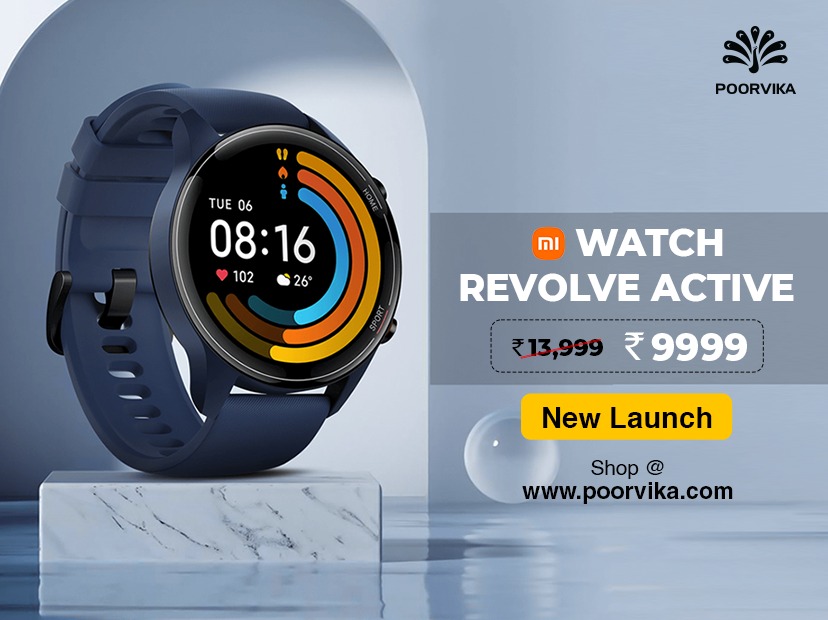 POORVIKA
TUE 06
08:16
102 26°
HOME
SPORT
mi WATCH
REVOLVE ACTIVE
₹13,999 ₹9999
New Launch
Shop @
www.poorvika.com